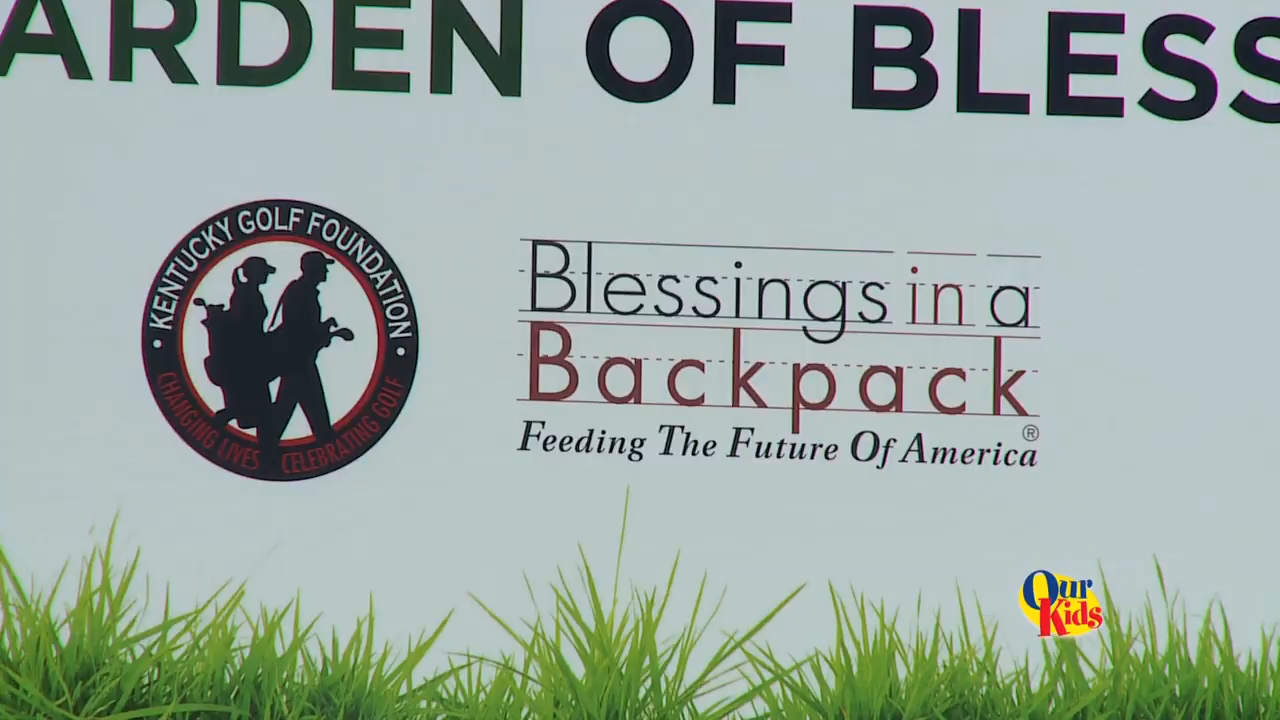 ARDEN OF BLESS
KENTUCKY GOLF FOUNDATION
CHANGING LIVES CELEBRATING GOLF
Blessings in a
Backpack®
Feeding The Future Of America
Our
Kids